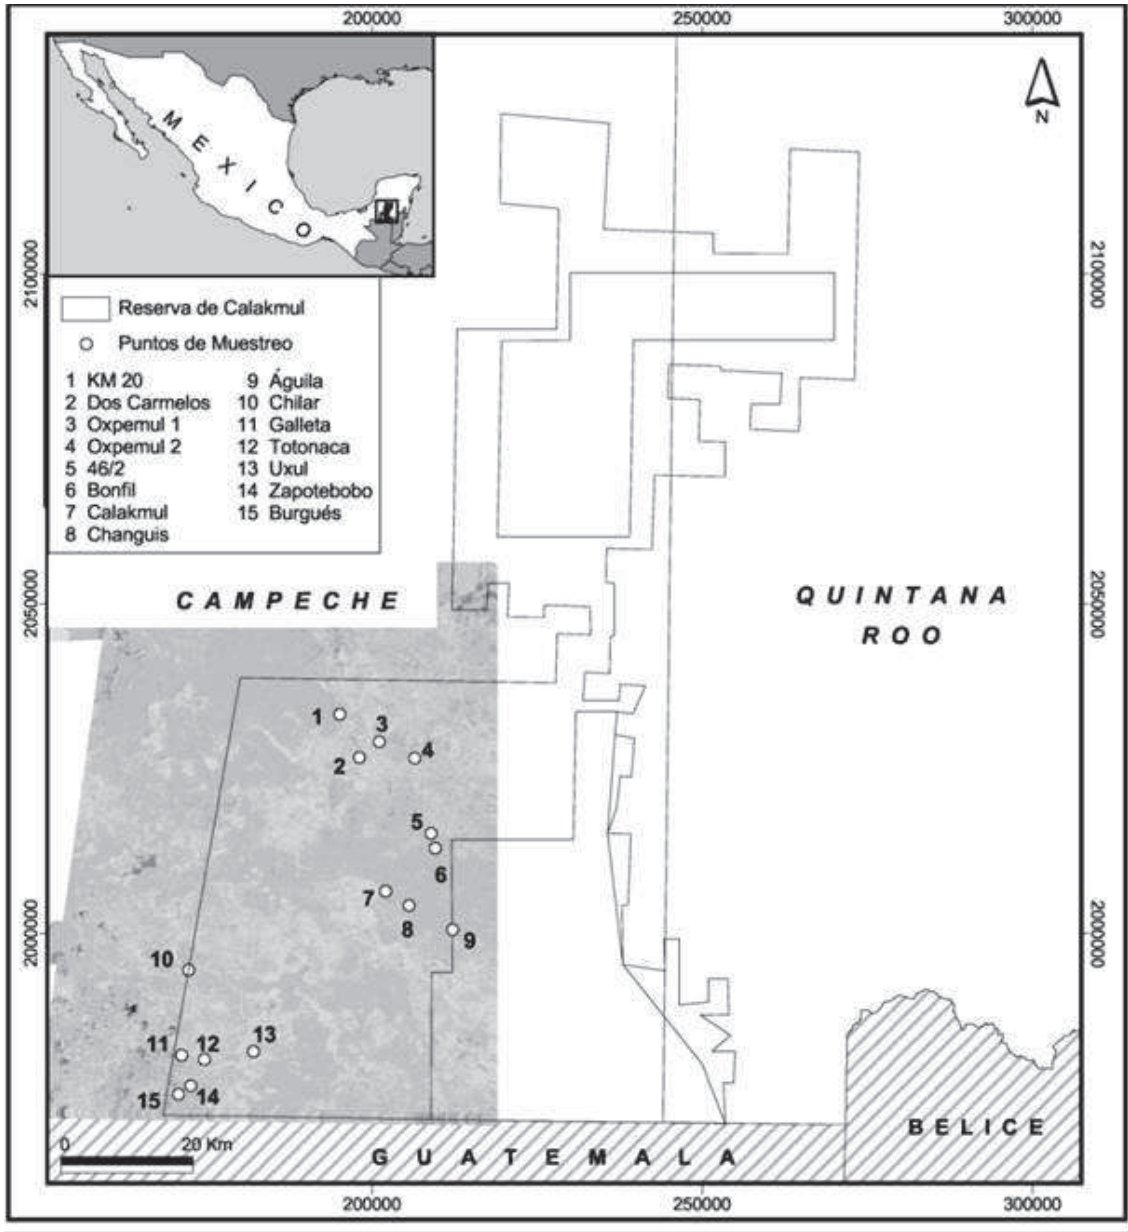 200000 250000 300000
MEXICO
N
2100000
2100000
Reserva de Calakmul
Puntos de Muestreo
1 KM 20
2 Dos Carmelos
3 Oxpemul 1
4 Oxpemul 2
5 46/2
6 Bonfil
7 Calakmul
8 Changuis
9 Águila
10 Chilar
11 Galleta
12 Totonaca
13 Uxul
14 Zapotebobo
15 Burgués
2050000
CAMPECHE
QUINTANA
ROO
2050000
1
3
2
4
5
6
7
8
9
2000000
2000000
10
11
12
13
15
14
0 20 Km
GUATEMALA
BELICE
200000 250000 300000